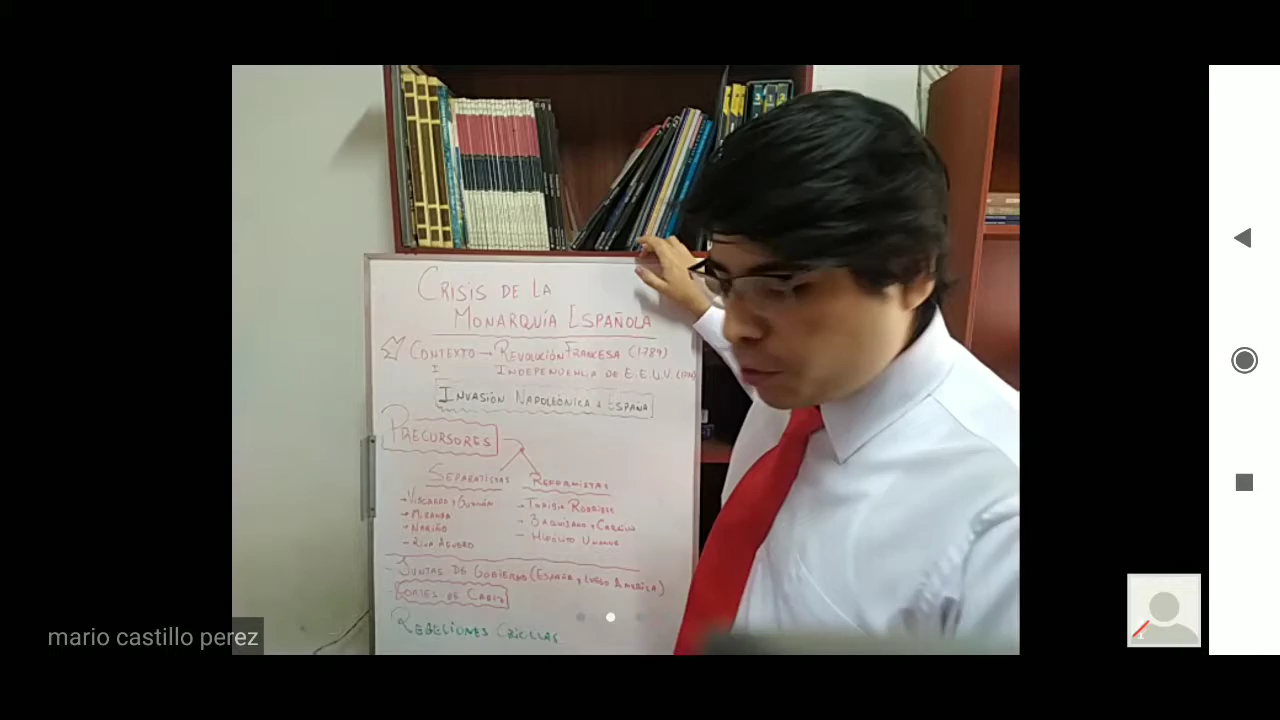 CRISIS DE LA
MONARQUÍA ESPAÑOLA
CONTEXTO → REVOLUCIÓN FRANCESA (1789)
INDEPENDENCIA DE E.E.U.U.
INVASIÓN NAPOLEÓNICA A ESPAÑA
PRECURSORES
SEPARATISTAS REFORMISTAS
- VISCARDO Y GUZMÁN - TORIBIO RODRÍGUEZ
- MIRANDA - BAQUÍJANO Y CARRILLO
- NARIÑO - HIPÓLITO UNANUE
- RIVA AGUERO
- JUNTAS DE GOBIERNO (ESPAÑA Y LUEGO AMÉRICA)
- CORTES DE CADIZ
REBELIONES CRIOLLAS
mario castillo perez